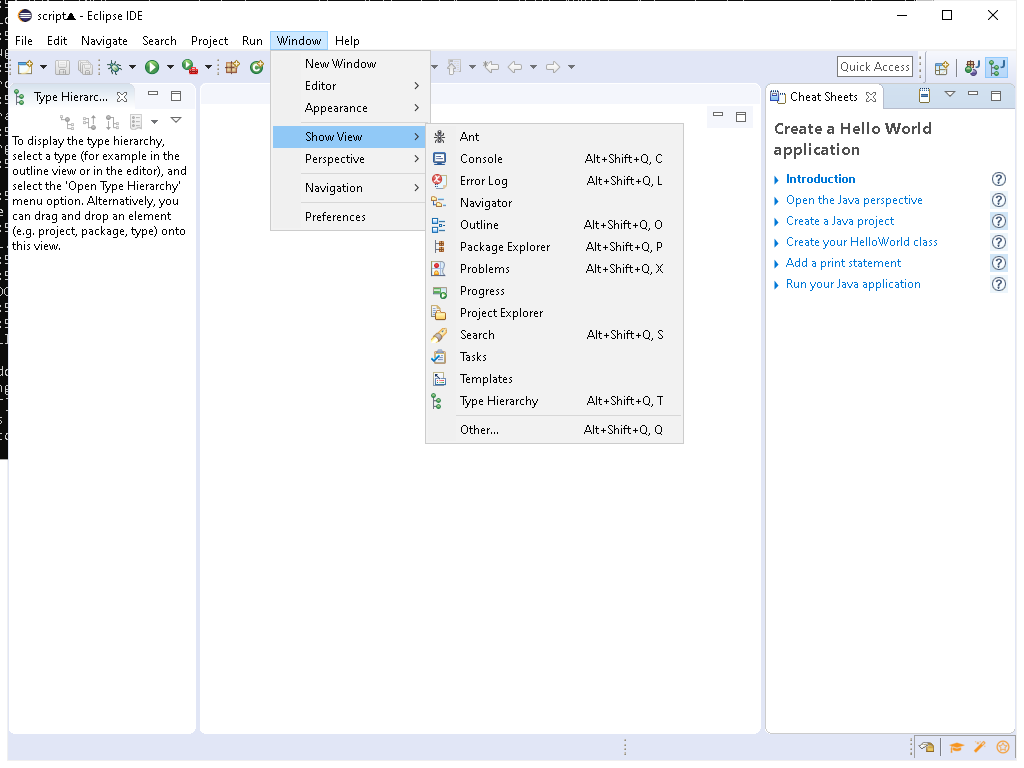 script▲ - Eclipse IDE
File Edit Navigate Search Project Run Window Help
Quick Access
Type Hierarc...
To display the type hierarchy,
select a type (for example in the
outline view or in the editor), and
select the 'Open Type Hierarchy'
menu option. Alternatively, you
can drag and drop an element
(e.g. project, package, type) onto
this view.
New Window
Editor
Appearance
Show View
Perspective
Navigation
Preferences
Ant
Console Alt+Shift+Q, C
Error Log Alt+Shift+Q, L
Navigator
Outline Alt+Shift+Q, O
Package Explorer Alt+Shift+Q, P
Problems Alt+Shift+Q, X
Progress
Project Explorer
Search Alt+Shift+Q, S
Tasks
Templates
Type Hierarchy Alt+Shift+Q, T
Other... Alt+Shift+Q, Q
Cheat Sheets
Create a Hello World
application
Introduction
Open the Java perspective
Create a Java project
Create your HelloWorld class
Add a print statement
Run your Java application